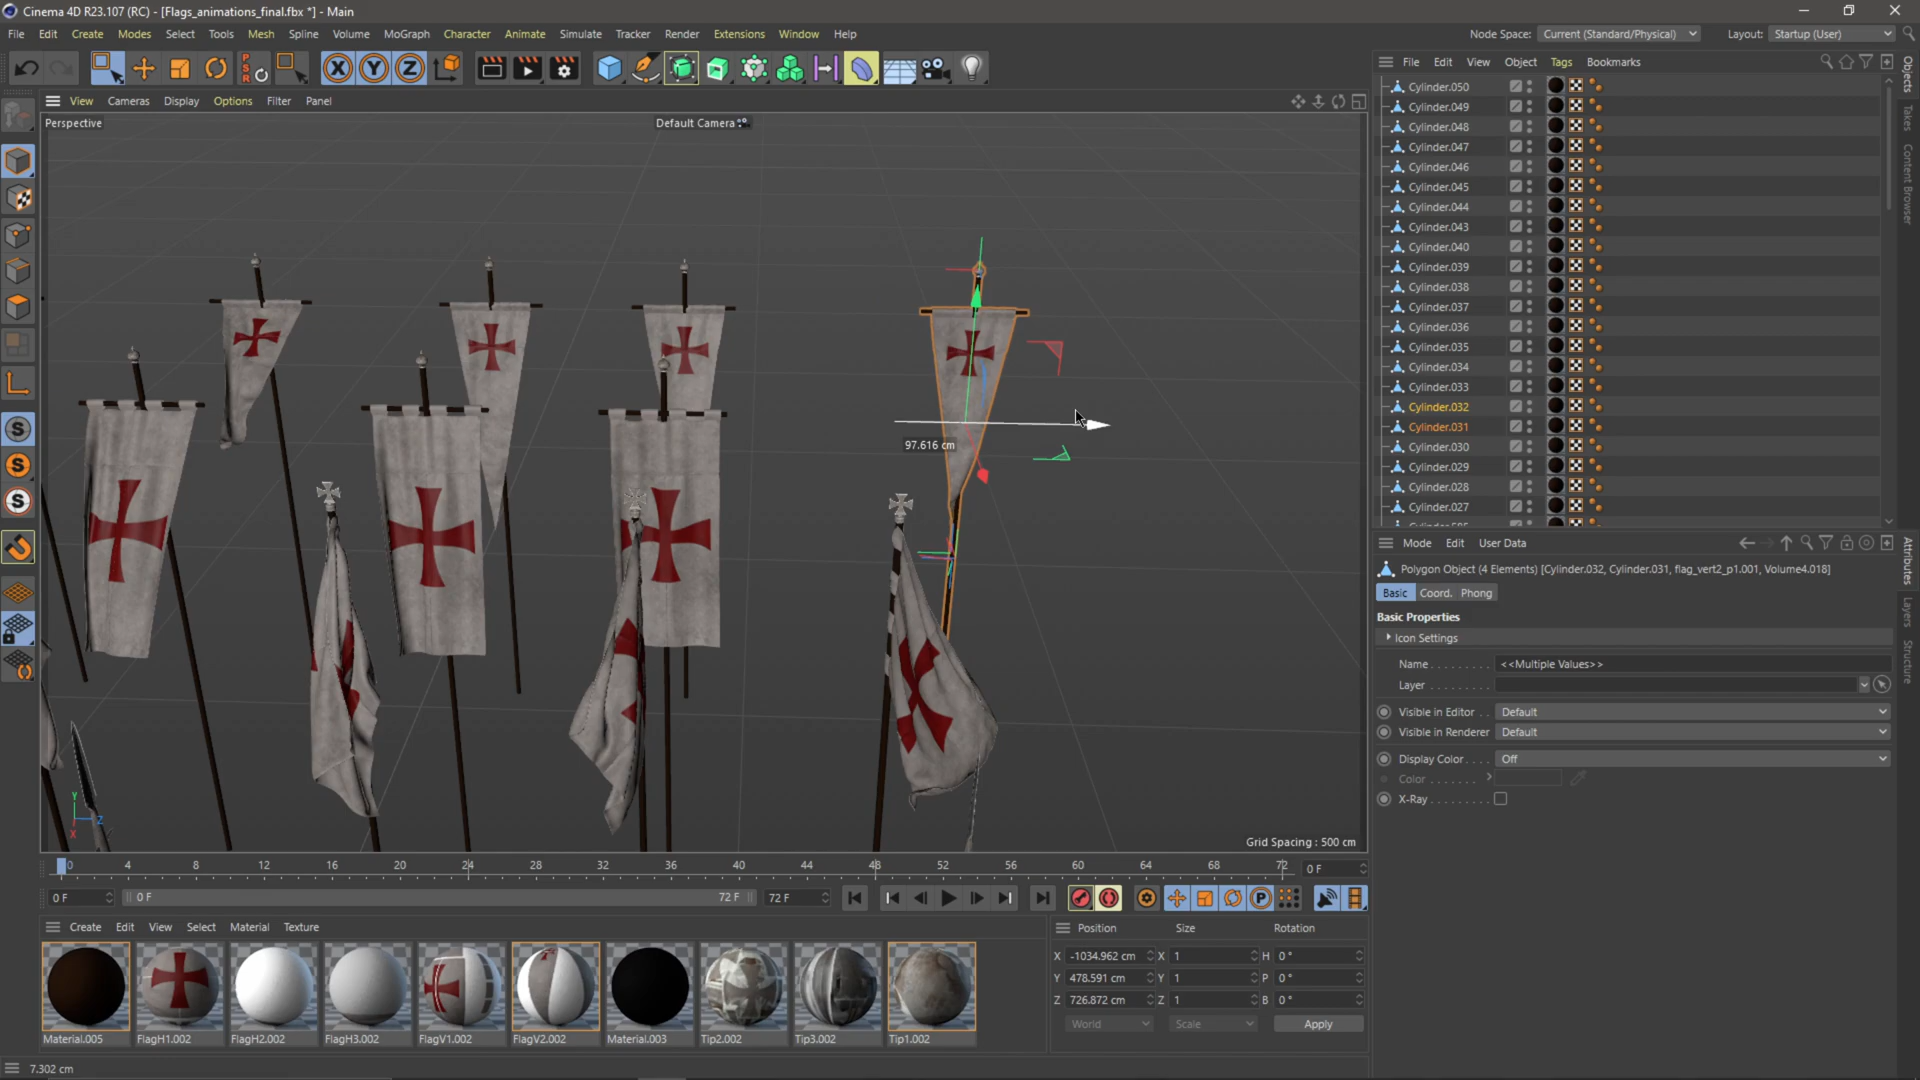 Cinema 4D R23.107 (RC) - [Flags_animations_final.fbx *] - Main
File Edit Create Modes Select Tools Mesh Spline Volume MoGraph Character Animate Simulate Tracker Render Extensions Window Help
Node Space: Current (Standard/Physical) Layout: Startup (User)
View Cameras Display Options Filter Panel
Perspective
Default Camera
97.616 cm
Grid Spacing : 500 cm
File Edit View Object Tags Bookmarks
Cylinder.050
Cylinder.049
Cylinder.048
Cylinder.047
Cylinder.046
Cylinder.045
Cylinder.044
Cylinder.043
Cylinder.040
Cylinder.039
Cylinder.038
Cylinder.037
Cylinder.036
Cylinder.035
Cylinder.034
Cylinder.033
Cylinder.032
Cylinder.031
Cylinder.030
Cylinder.029
Cylinder.028
Cylinder.027
Objects
Takes
Content Browser
Mode Edit User Data
Polygon Object (4 Elements) [Cylinder.032, Cylinder.031, flag_vert2_p1.001, Volume4.018]
Basic Coord. Phong
Basic Properties
Icon Settings
Name <<Multiple Values>>
Layer
Visible in Editor Default
Visible in Renderer Default
Display Color Off
Color
X-Ray
Attributes
Layers
Structure
Y
Z
X
0 4 8 12 16 20 24 28 32 36 40 44 48 52 56 60 64 68 72 0 F
0 F 0 F 72 F 72 F
Create Edit View Select Material Texture
Material.005 FlagH1.002 FlagH2.002 FlagH3.002 FlagV1.002 FlagV2.002 Material.003 Tip2.002 Tip3.002 Tip1.002
Position Size Rotation
X -1034.962 cm X 1 H 0 °
Y 478.591 cm Y 1 P 0 °
Z 726.872 cm Z 1 B 0 °
World Scale Apply
7.302 cm